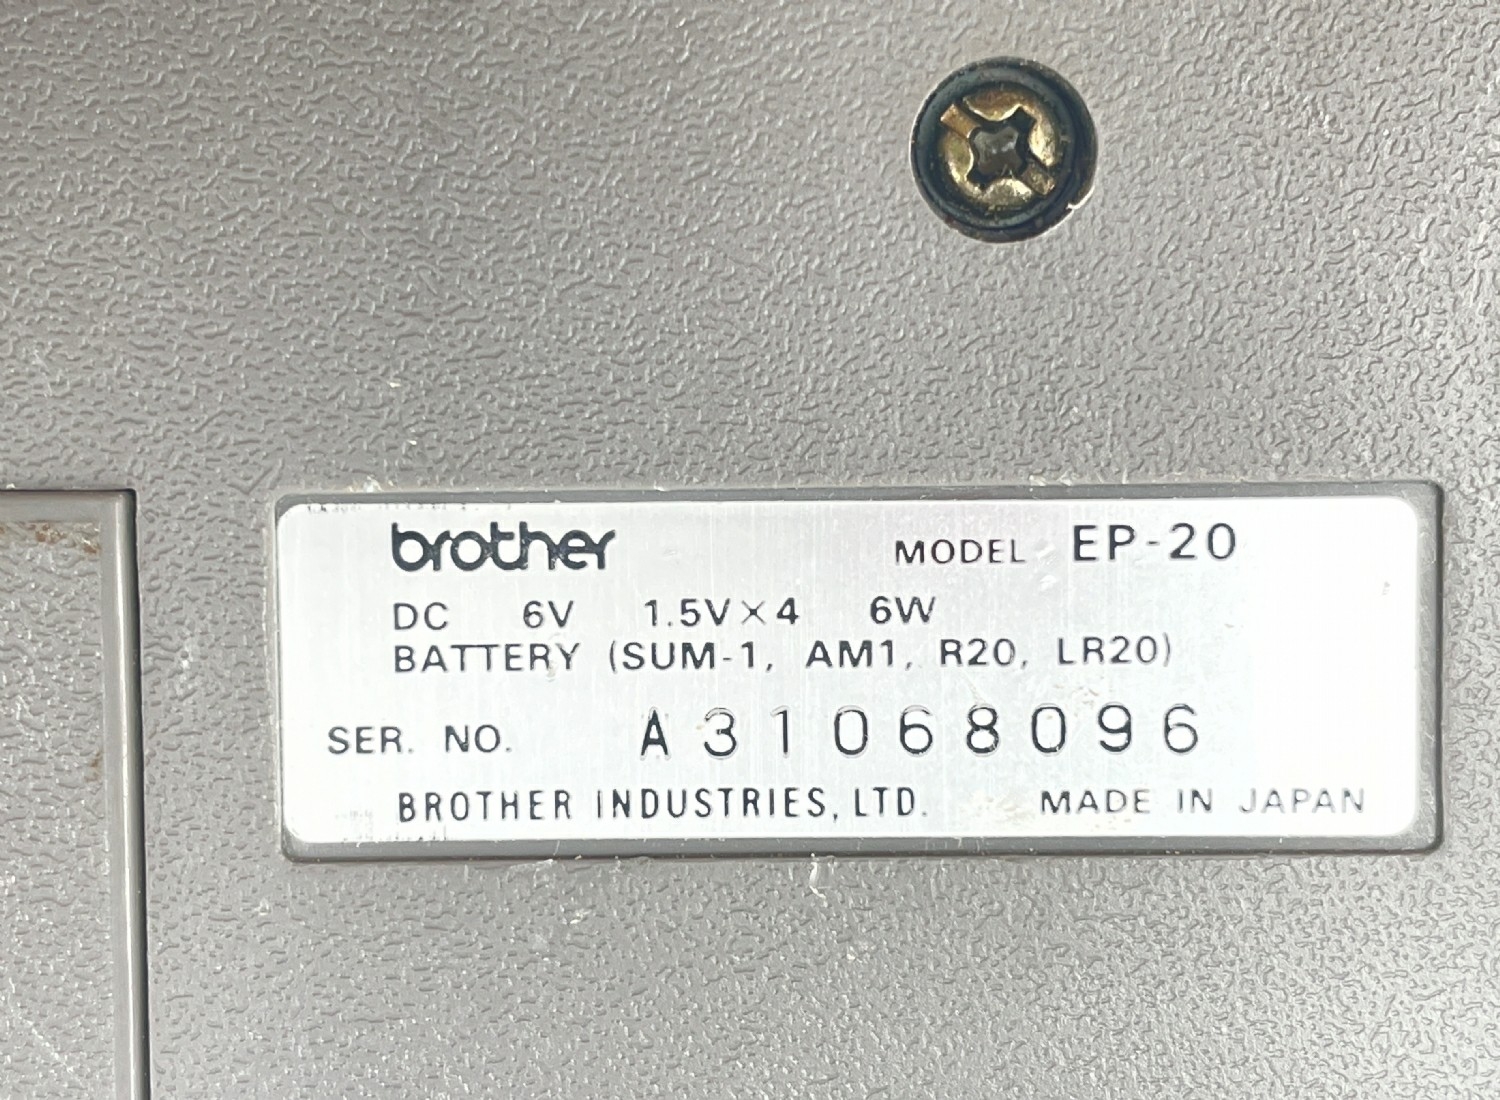 brother MODEL EP-20
DC 6V 1.5V×4 6W
BATTERY (SUM-1, AM1, R20, LR20)
SER. NO. A31068096
BROTHER INDUSTRIES, LTD. MADE IN JAPAN